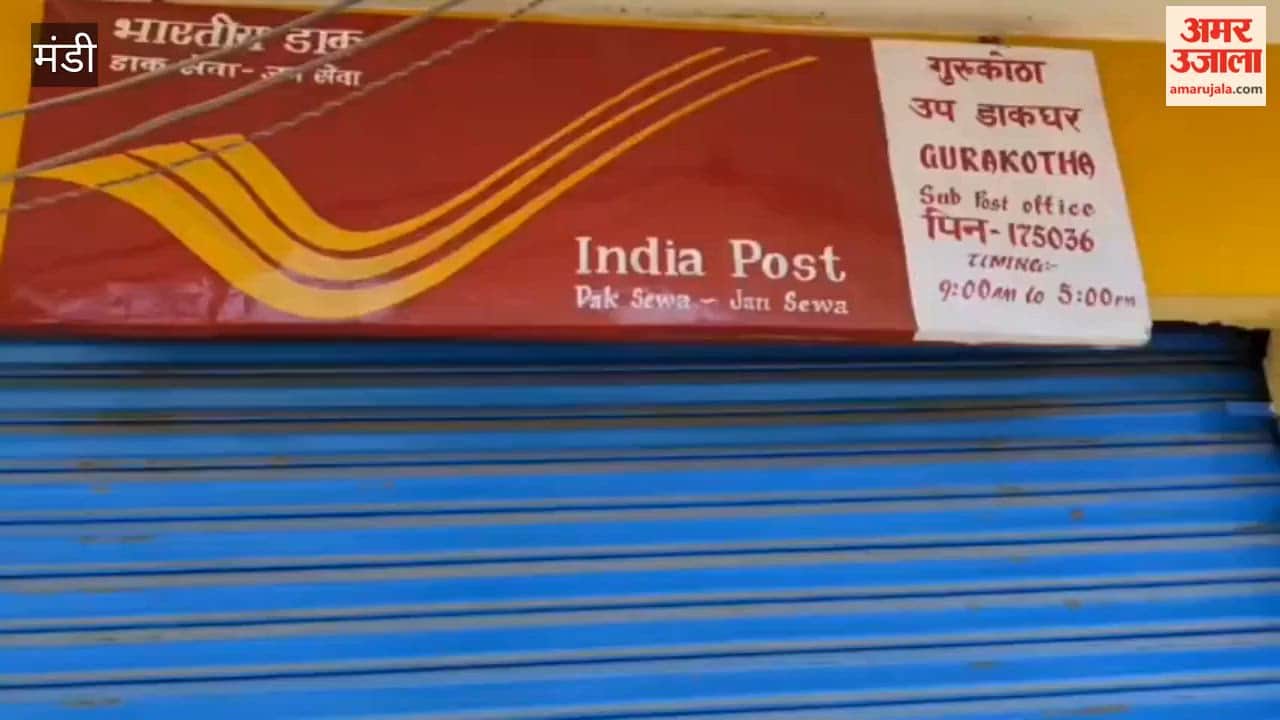 मंडी
भारतीय डाक
डाक सेवा - जन सेवा
India Post
Dak Sewa - Jan Sewa
गुरुकोठा
उप डाकघर
GURAKOTHA
Sub Post office
पिन-175036
TIMING:-
9:00AM to 5:00PM
अमर
उजाला
amarujala.com